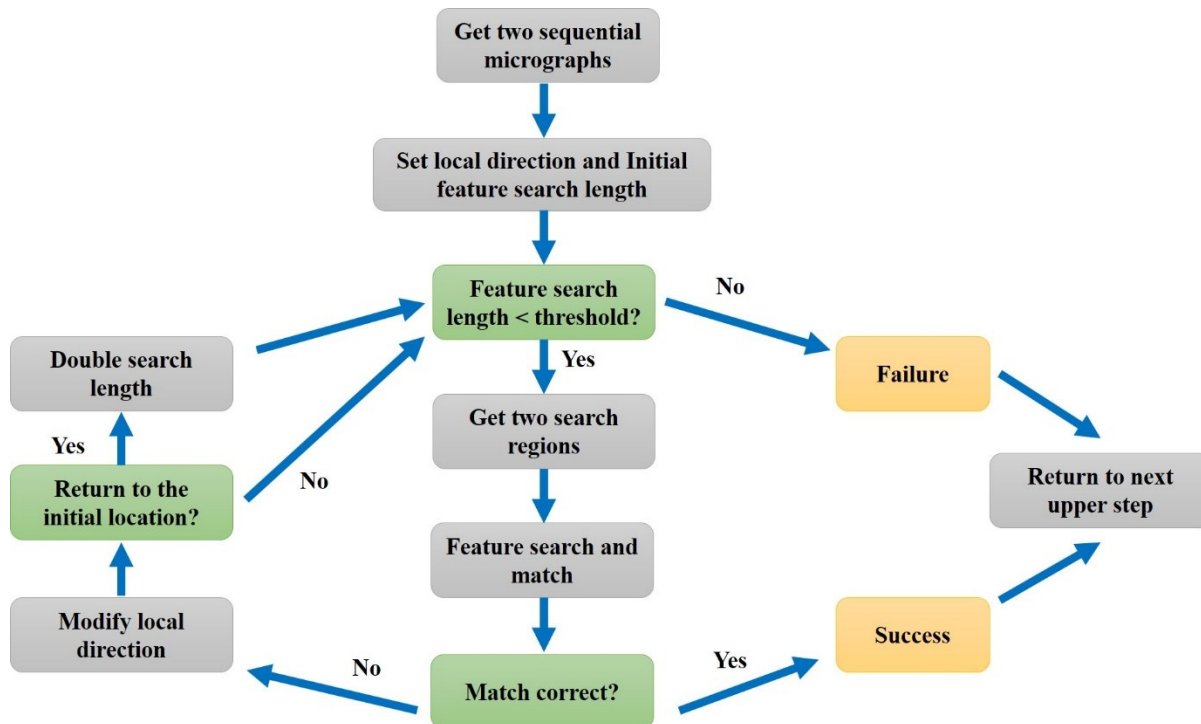 Get two sequential
micrographs
Set local direction and Initial
feature search length
Feature search
length < threshold?
No
Yes
Double search
length
Failure
Get two search
regions
Yes
No
Return to the
initial location?
Return to next
upper step
Feature search and
match
Modify local
direction
Success
No
Yes
Match correct?